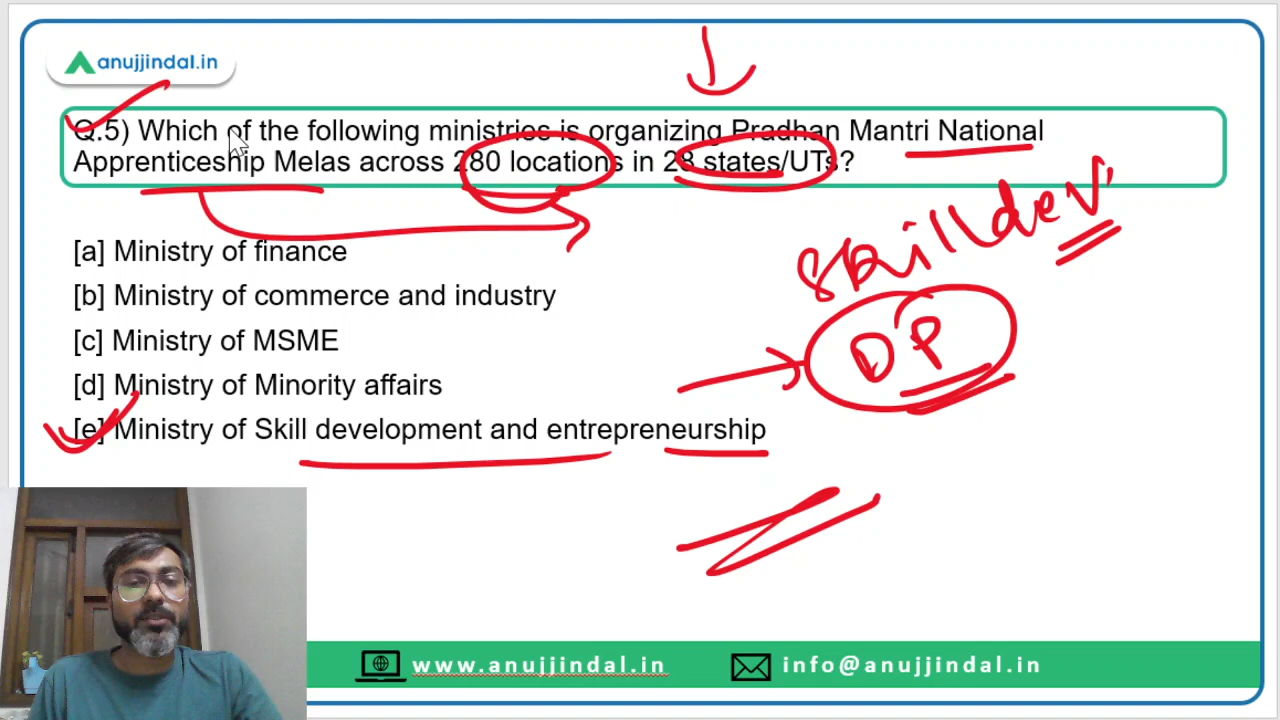 anujjindal.in
Q.5) Which of the following ministries is organizing Pradhan Mantri National
Apprenticeship Melas across 280 locations in 28 states/UTs?
[a] Ministry of finance
[b] Ministry of commerce and industry
[c] Ministry of MSME
[d] Ministry of Minority affairs
[e] Ministry of Skill development and entrepreneurship
Skill dev.
DP
www.anujjindal.in
info@anujjindal.in